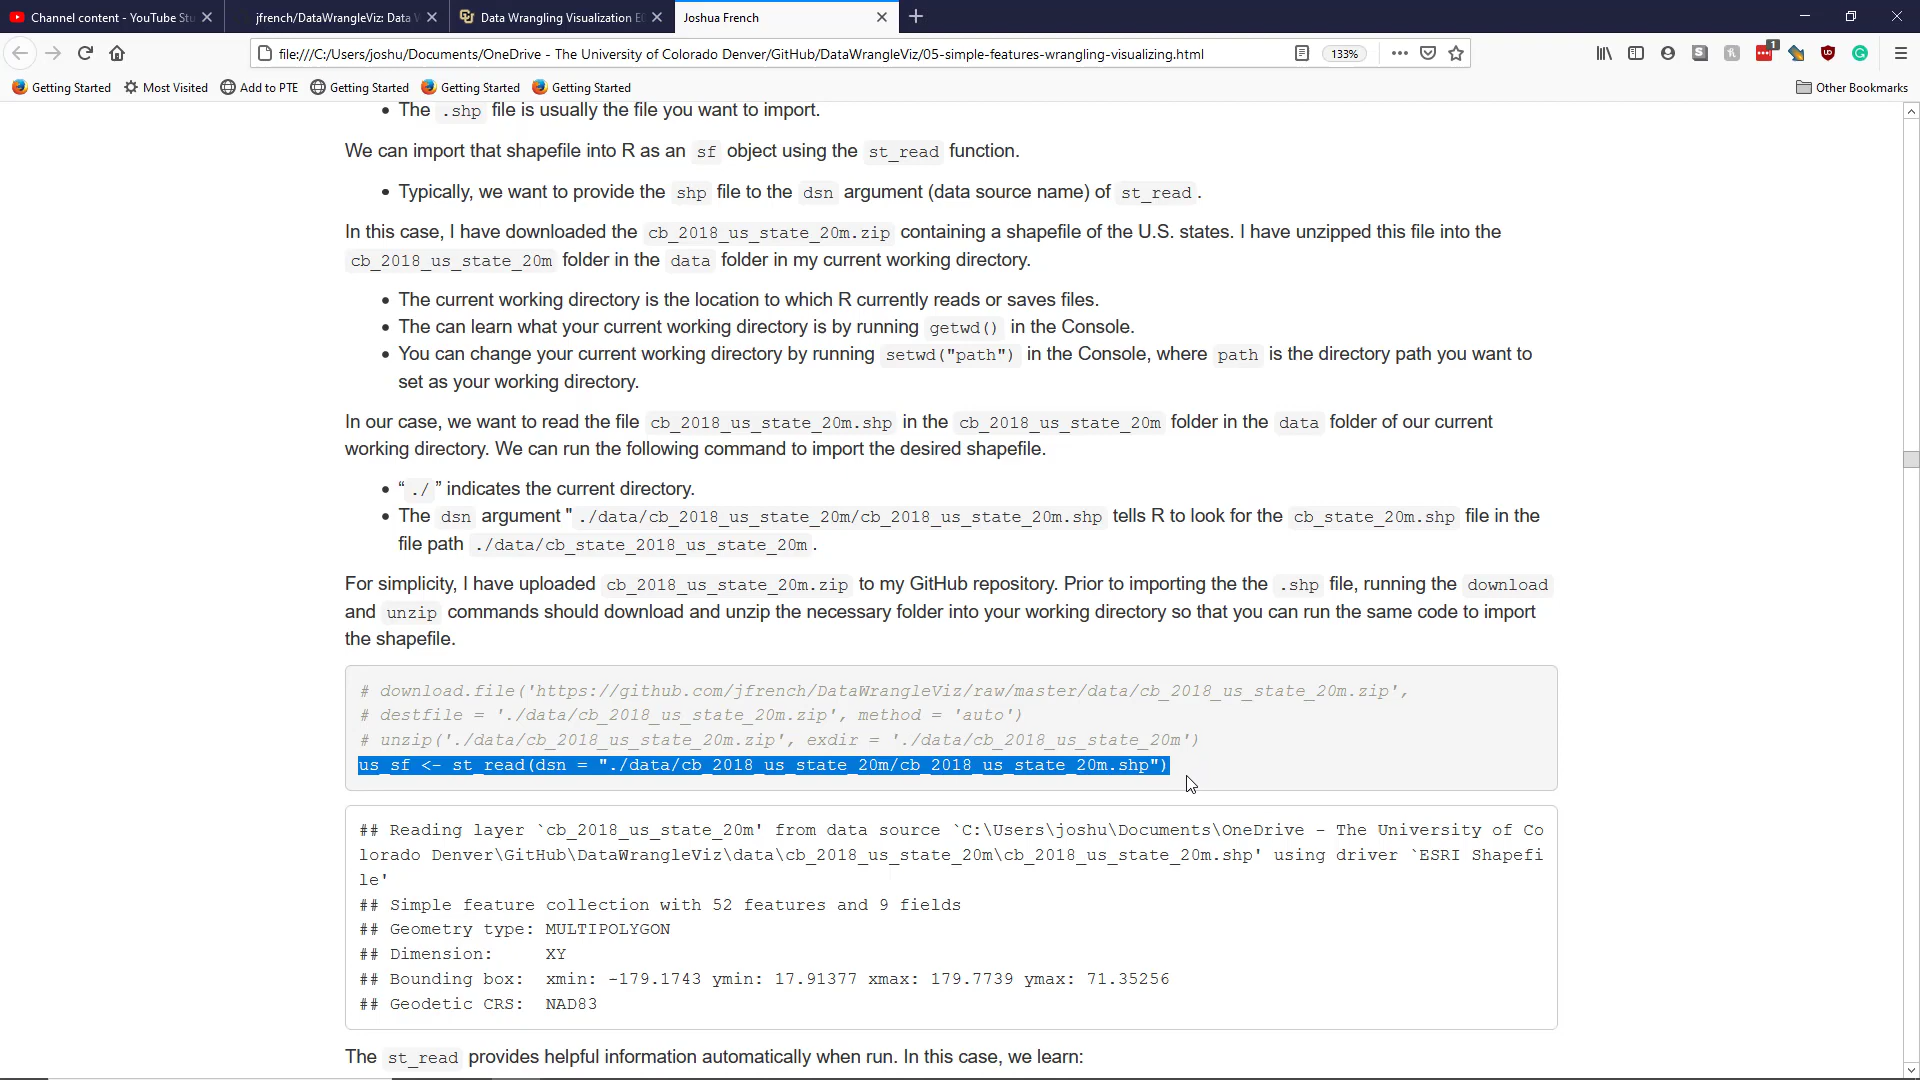 Channel content - YouTube Stu
jfrench/DataWrangleViz: Data W
Data Wrangling Visualization E
Joshua French
file:///C:/Users/joshu/Documents/OneDrive - The University of Colorado Denver/GitHub/DataWrangleViz/05-simple-features-wrangling-visualizing.html
133%
1
Getting Started
Most Visited
Add to PTE
Getting Started
Getting Started
Getting Started
Other Bookmarks
• The .shp file is usually the file you want to import.
We can import that shapefile into R as an sf object using the st_read function.
• Typically, we want to provide the shp file to the dsn argument (data source name) of st_read.
In this case, I have downloaded the cb_2018_us_state_20m.zip containing a shapefile of the U.S. states. I have unzipped this file into the
cb_2018_us_state_20m folder in the data folder in my current working directory.
• The current working directory is the location to which R currently reads or saves files.
• The can learn what your current working directory is by running getwd() in the Console.
• You can change your current working directory by running setwd("path") in the Console, where path is the directory path you want to
set as your working directory.
In our case, we want to read the file cb_2018_us_state_20m.shp in the cb_2018_us_state_20m folder in the data folder of our current
working directory. We can run the following command to import the desired shapefile.
• “./” indicates the current directory.
• The dsn argument "./data/cb_2018_us_state_20m/cb_2018_us_state_20m.shp tells R to look for the cb_state_20m.shp file in the
file path ./data/cb_state_2018_us_state_20m.
For simplicity, I have uploaded cb_2018_us_state_20m.zip to my GitHub repository. Prior to importing the the .shp file, running the download
and unzip commands should download and unzip the necessary folder into your working directory so that you can run the same code to import
the shapefile.
# download.file('https://github.com/jfrench/DataWrangleViz/raw/master/data/cb_2018_us_state_20m.zip',
# destfile = './data/cb_2018_us_state_20m.zip', method = 'auto')
# unzip('./data/cb_2018_us_state_20m.zip', exdir = './data/cb_2018_us_state_20m')
us_sf <- st_read(dsn = "./data/cb_2018_us_state_20m/cb_2018_us_state_20m.shp")
## Reading layer `cb_2018_us_state_20m' from data source `C:\Users\joshu\Documents\OneDrive - The University of Co
lorado Denver\GitHub\DataWrangleViz\data\cb_2018_us_state_20m\cb_2018_us_state_20m.shp' using driver `ESRI Shapefi
le'
## Simple feature collection with 52 features and 9 fields
## Geometry type: MULTIPOLYGON
## Dimension:     XY
## Bounding box:  xmin: -179.1743 ymin: 17.91377 xmax: 179.7739 ymax: 71.35256
## Geodetic CRS:  NAD83
The st_read provides helpful information automatically when run. In this case, we learn: